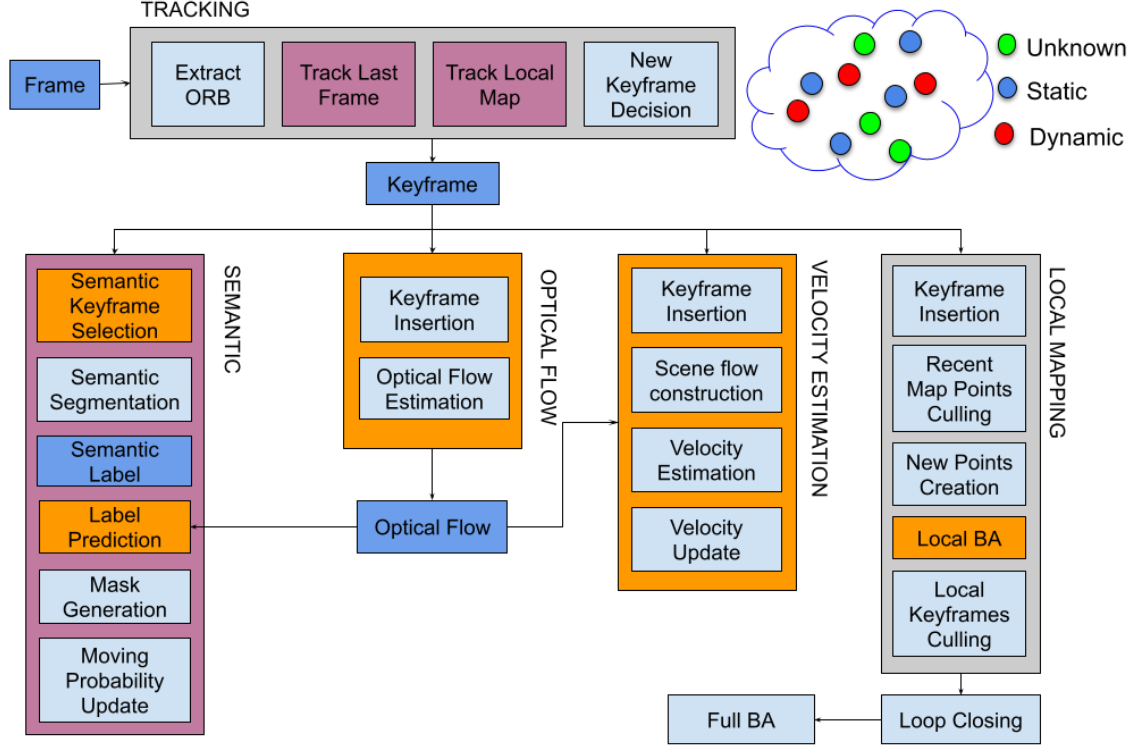 TRACKING
Frame
Extract
ORB
Track Last
Frame
Track Local
Map
New
Keyframe
Decision
Unknown
Static
Dynamic
Keyframe
SEMANTIC
Semantic
Keyframe
Selection
Semantic
Segmentation
Semantic
Label
Label
Prediction
Mask
Generation
Moving
Probability
Update
OPTICAL FLOW
Keyframe
Insertion
Optical Flow
Estimation
Optical Flow
VELOCITY ESTIMATION
Keyframe
Insertion
Scene flow
construction
Velocity
Estimation
Velocity
Update
LOCAL MAPPING
Keyframe
Insertion
Recent
Map Points
Culling
New Points
Creation
Local BA
Local
Keyframes
Culling
Full BA
Loop Closing